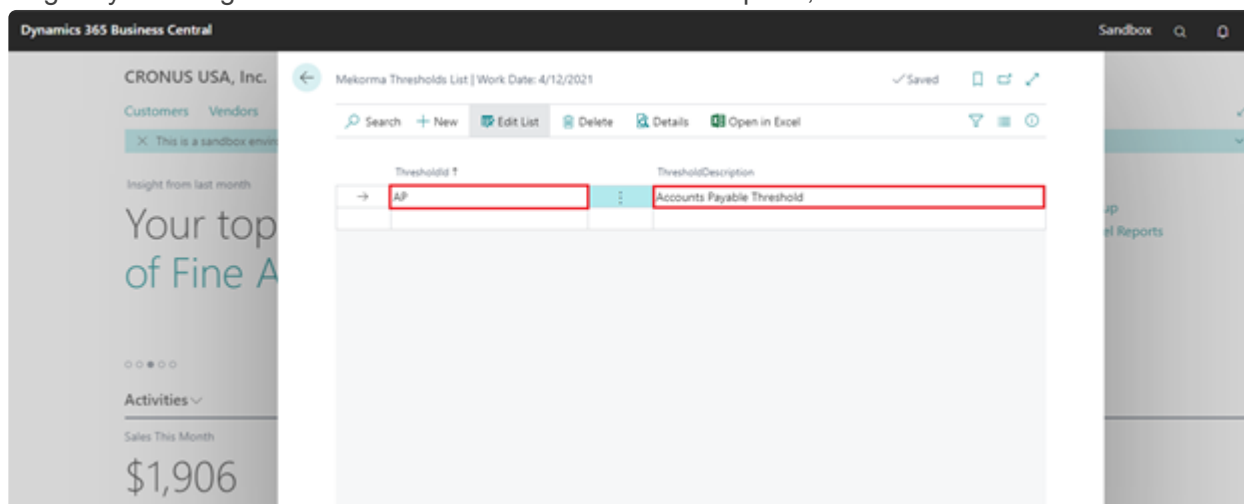 Dynamics 365 Business Central
Sandbox
CRONUS USA, Inc.
Mekorma Thresholds List | Work Date: 4/12/2021
Saved
Customers Vendors
Search New Edit List Delete Details Open in Excel
This is a sandbox
ThresholdId ↑ ThresholdDescription
→ AP Accounts Payable Threshold
Insight from last month
Your top
of Fine A
el Reports
Activities
Sales This Month
$1,906